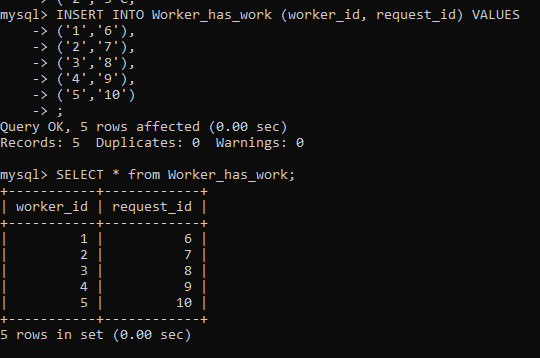 mysql> INSERT INTO Worker_has_work (worker_id, request_id) VALUES
    -> ('1','6'),
    -> ('2','7'),
    -> ('3','8'),
    -> ('4','9'),
    -> ('5','10')
    -> ;
Query OK, 5 rows affected (0.00 sec)
Records: 5  Duplicates: 0  Warnings: 0
mysql> SELECT * from Worker_has_work;
+-----------+------------+
| worker_id | request_id |
+-----------+------------+
|         1 |          6 |
|         2 |          7 |
|         3 |          8 |
|         4 |          9 |
|         5 |         10 |
+-----------+------------+
5 rows in set (0.00 sec)